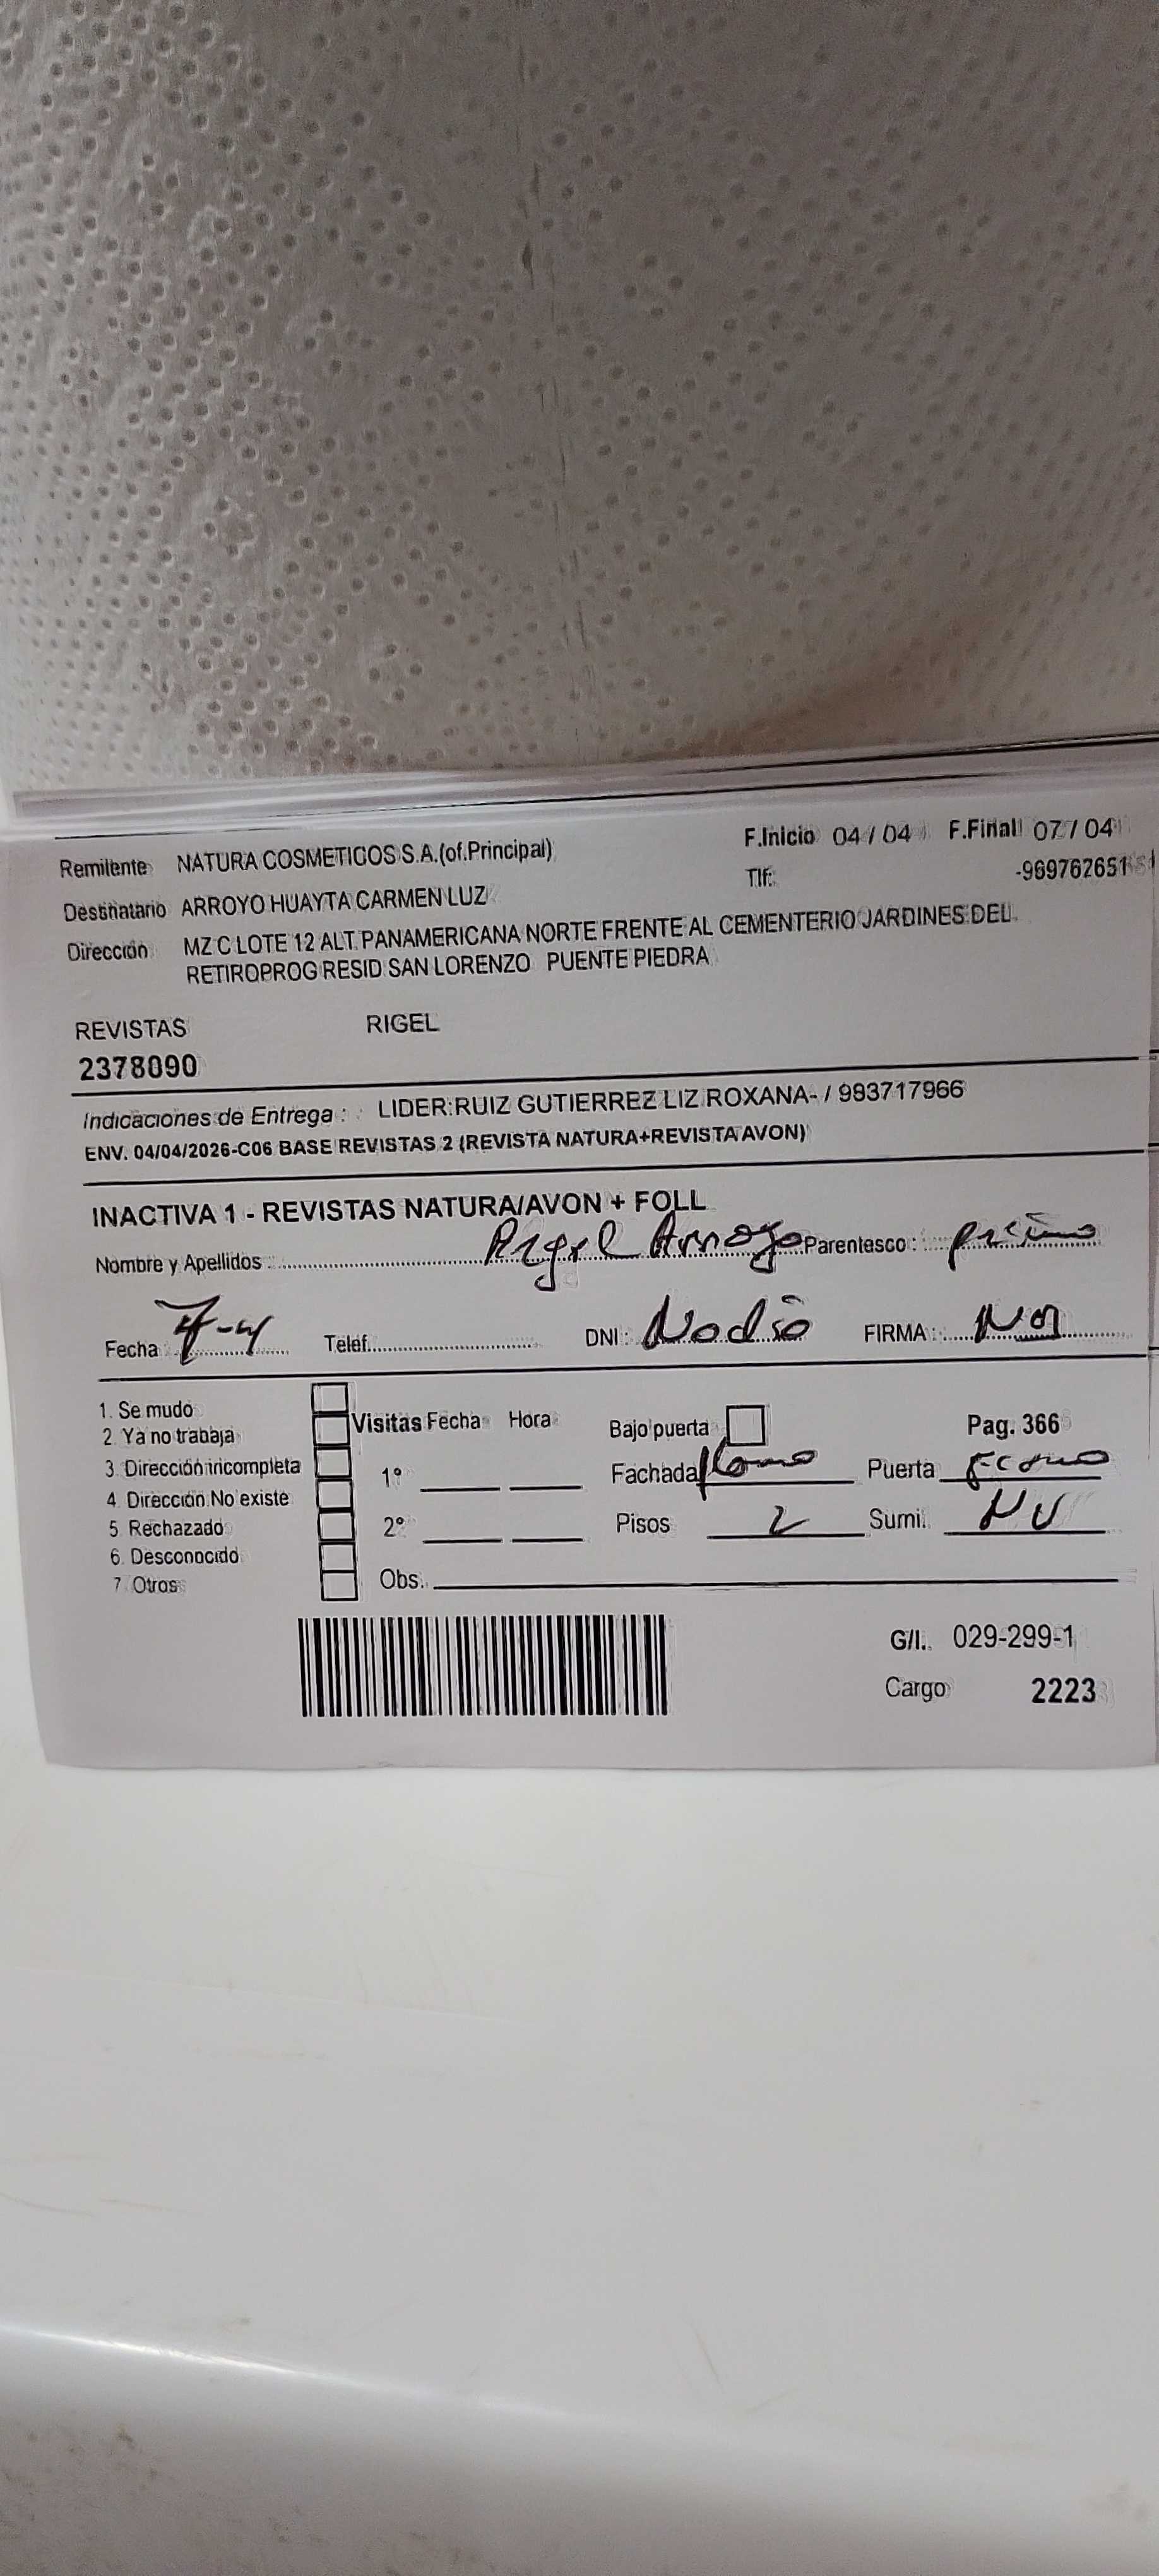 Remitente NATURA COSMETICOS S.A.(of.Principal) F.Inicio 04 / 04 F.Final 07 / 04
Destinatario ARROYO HUAYTA CARMEN LUZ Tlf: -969762651
Dirección MZ C LOTE 12 ALT. PANAMERICANA NORTE FRENTE AL CEMENTERIO JARDINES DEL
RETIROPROG RESID SAN LORENZO PUENTE PIEDRA
REVISTAS RIGEL
2378090
Indicaciones de Entrega : LIDER:RUIZ GUTIERREZ LIZ ROXANA- / 983717966
ENV. 04/04/2026-C06 BASE REVISTAS 2 (REVISTA NATURA+REVISTA AVON)
INACTIVA 1 - REVISTAS NATURA/AVON + FOLL
Nombre y Apellidos : Rigel Arroyo Parentesco :
Fecha : 7-4 Telef. DNI : No dio FIRMA :
1. Se mudo
2. Ya no trabaja
3. Dirección incompleta
4. Dirección No existe
5. Rechazado
6. Desconocido
7. Otros
Visitas Fecha Hora Bajo puerta Pag. 366
1° Fachada Puerta
2° Pisos 2 Sumi.
Obs.
G/I. 029-299-1
Cargo 2223